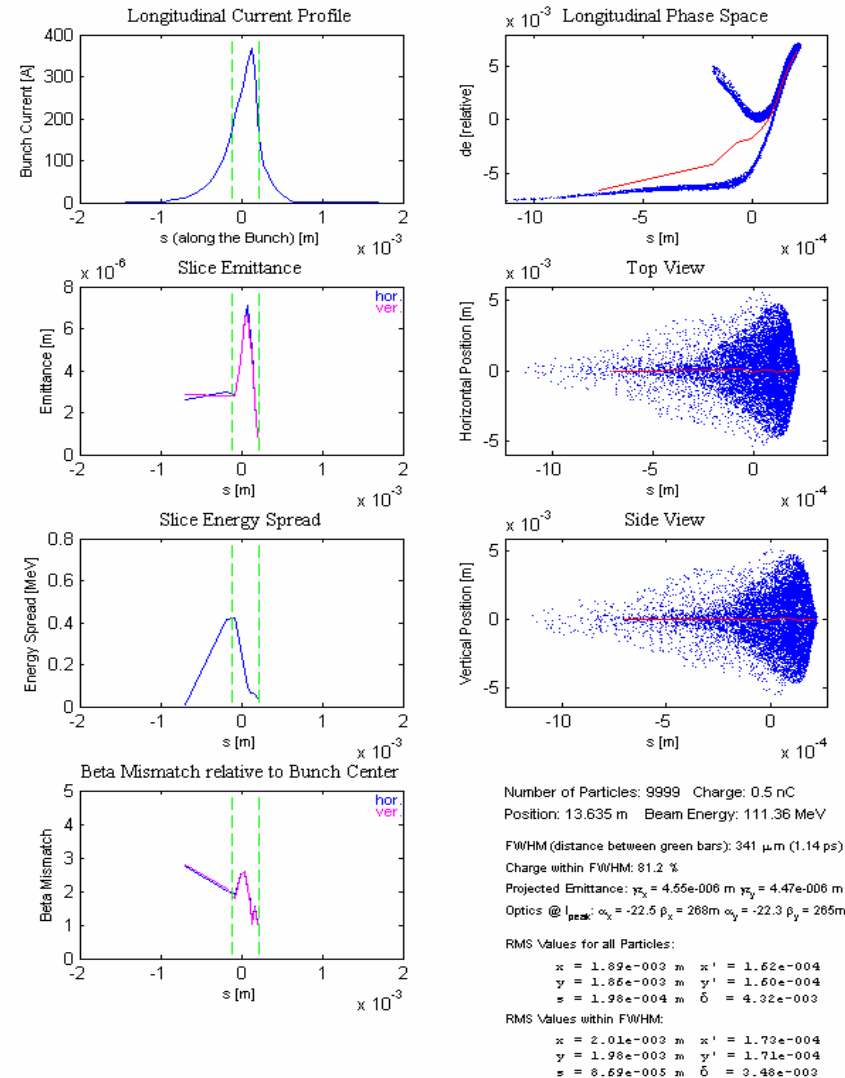 Longitudinal Current Profile
400
300
200
100
0
Bunch Current [A]
-2 -1 0 1 2
s (along the Bunch) [m]
x 10⁻³
x 10⁻³ Longitudinal Phase Space
5
0
-5
de [relative]
-10 -5 0
s [m]
x 10⁻⁴
x 10⁻⁶ Slice Emittance
8
6
4
2
0
Emittance [m]
hor.
ver.
-2 -1 0 1 2
s [m]
x 10⁻³
x 10⁻³ Top View
5
0
-5
Horizontal Position [m]
-10 -5 0
s [m]
x 10⁻⁴
Slice Energy Spread
0.8
0.6
0.4
0.2
0
Energy Spread [MeV]
-2 -1 0 1 2
s [m]
x 10⁻³
x 10⁻³ Side View
5
0
-5
Vertical Position [m]
-10 -5 0
s [m]
x 10⁻⁴
Beta Mismatch relative to Bunch Center
5
4
3
2
1
0
Beta Mismatch
hor.
ver.
-2 -1 0 1 2
s [m]
x 10⁻³
Number of Particles: 9999 Charge: 0.5 nC
Position: 13.635 m Beam Energy: 111.36 MeV
FWHM (distance between green bars): 341 μm (1.14 ps)
Charge within FWHM: 81.2 %
Projected Emittance: γε_x = 4.55e-006 m γε_y = 4.47e-006 m
Optics @ I_peak: α_x = -22.5 β_x = 268m α_y = -22.3 β_y = 265m
RMS Values for all Particles:
x = 1.89e-003 m x' = 1.62e-004
y = 1.86e-003 m y' = 1.60e-004
s = 1.98e-004 m δ = 4.32e-003
RMS Values within FWHM:
x = 2.01e-003 m x' = 1.73e-004
y = 1.98e-003 m y' = 1.71e-004
s = 8.69e-005 m δ = 3.48e-003